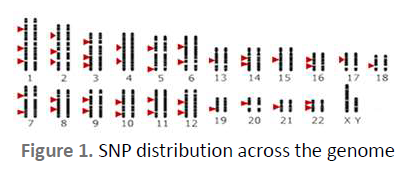 1 2 3 4 5 6 13 14 15 16 17 18
7 8 9 10 11 12 19 20 21 22 X Y
Figure 1. SNP distribution across the genome